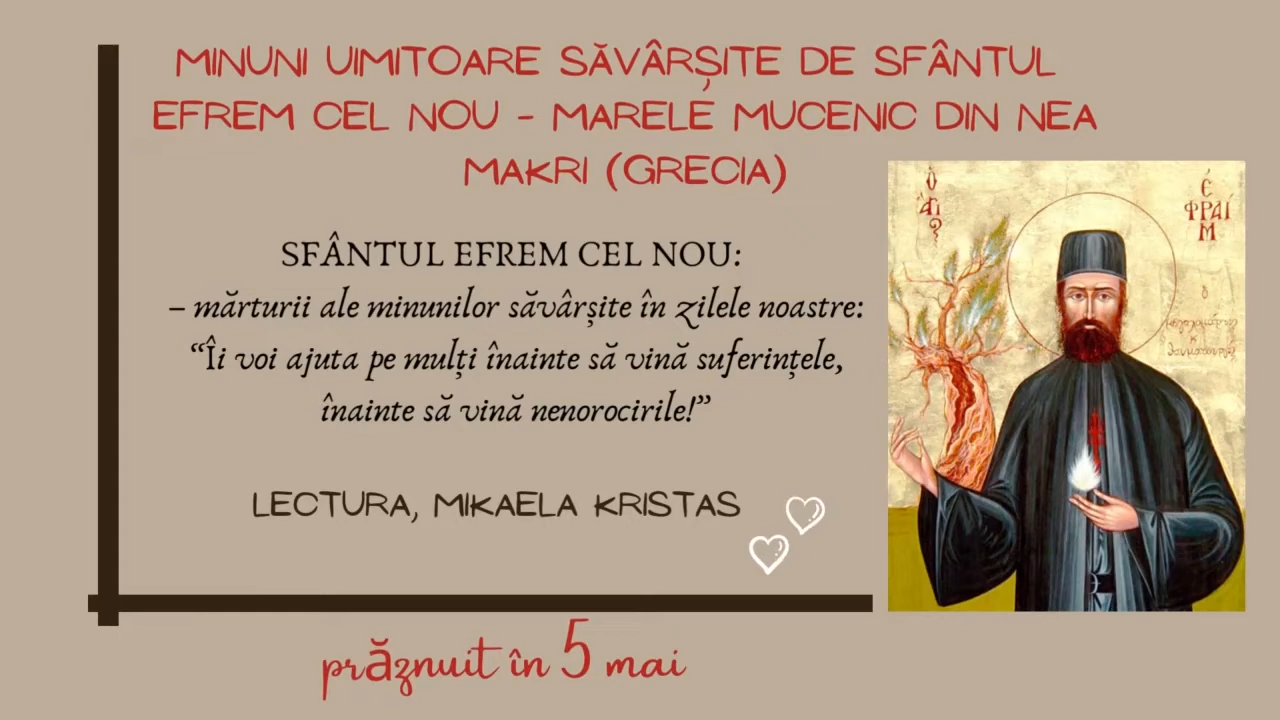 MINUNI UIMITOARE SĂVÂRȘITE DE SFÂNTUL
EFREM CEL NOU - MARELE MUCENIC DIN NEA
MAKRI (GRECIA)
SFÂNTUL EFREM CEL NOU:
– mărturii ale minunilor săvârșite în zilele noastre:
“Îi voi ajuta pe mulți înainte să vină suferințele,
înainte să vină nenorocirile!”
LECTURA, MIKAELA KRISTAS
prăznuit în 5 mai
Ὁ
ἍΓΙ
Ἐ
ΦΡΑΊ
Μ